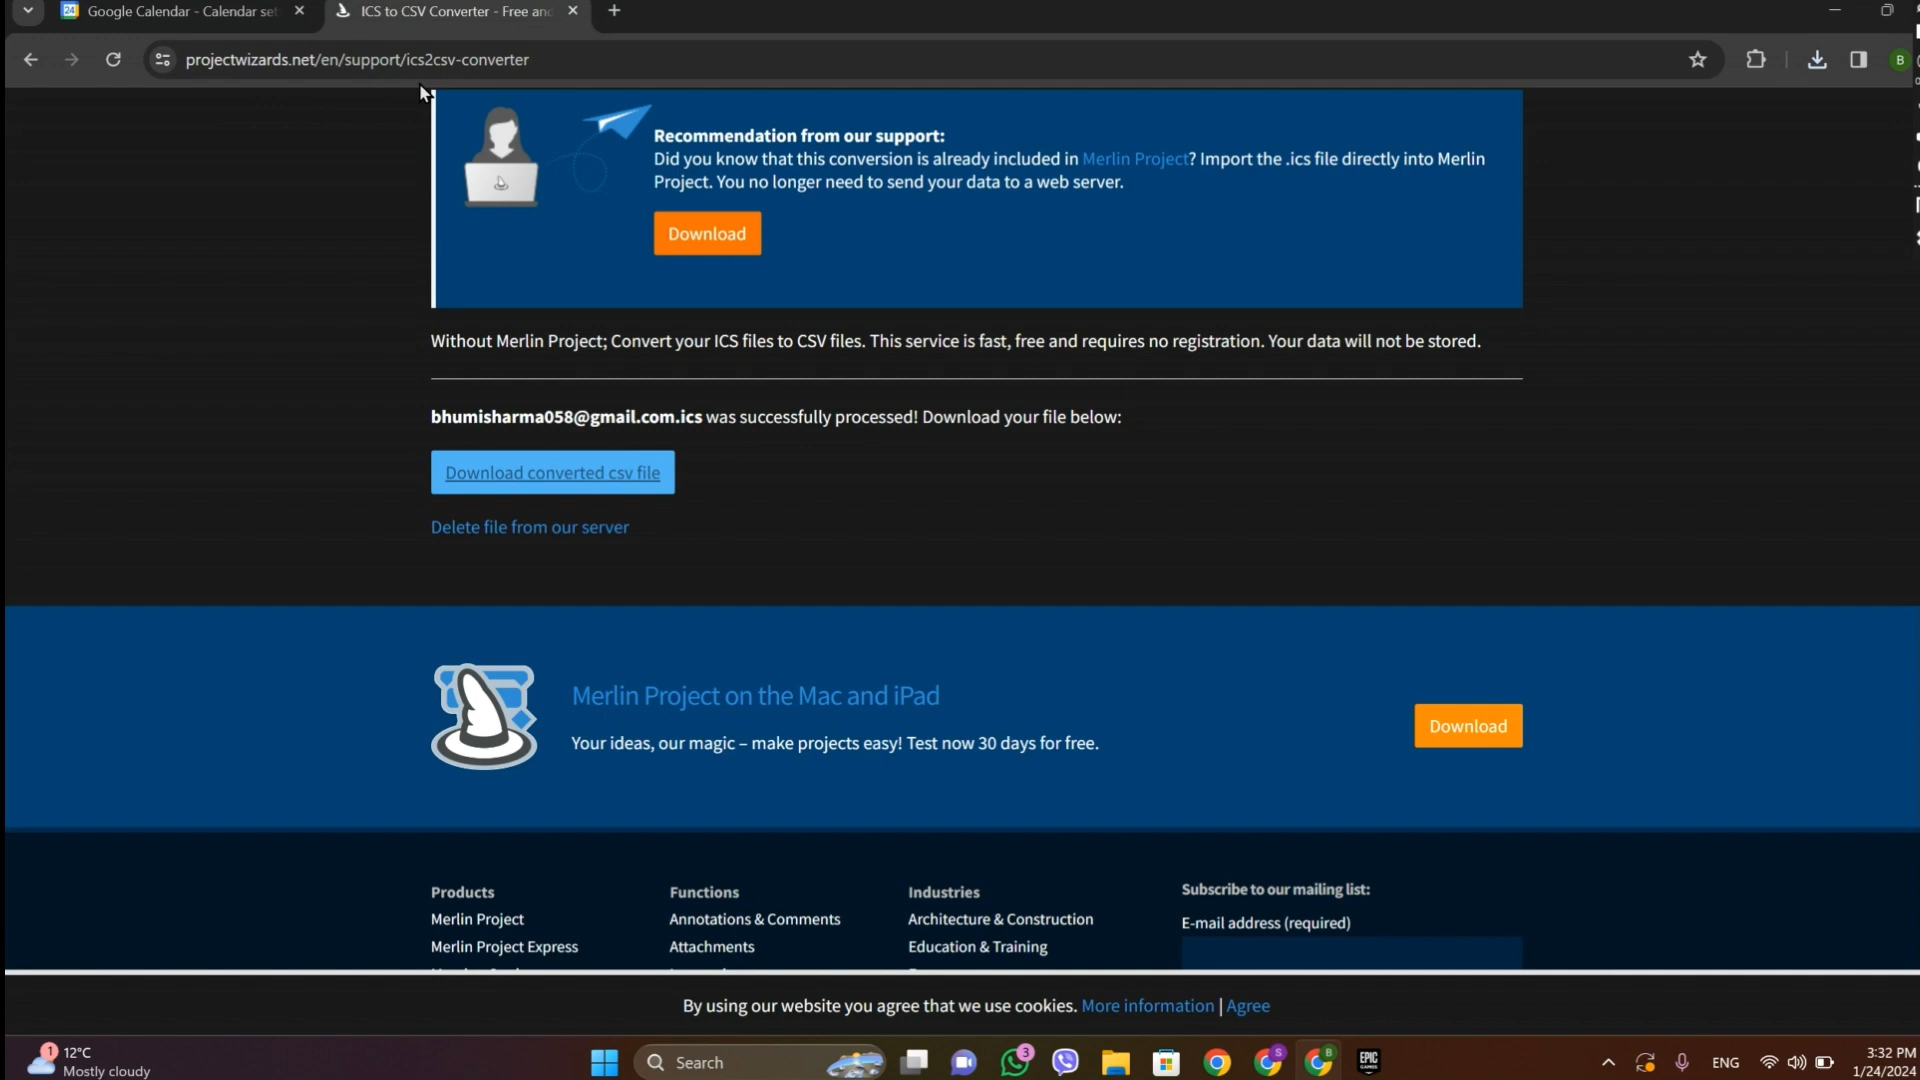 24 Google Calendar - Calendar set
ICS to CSV Converter - Free and
projectwizards.net/en/support/ics2csv-converter
B
Recommendation from our support:
Did you know that this conversion is already included in Merlin Project? Import the .ics file directly into Merlin
Project. You no longer need to send your data to a web server.
Download
Without Merlin Project; Convert your ICS files to CSV files. This service is fast, free and requires no registration. Your data will not be stored.
bhumisharma058@gmail.com.ics was successfully processed! Download your file below:
Download converted csv file
Delete file from our server
Merlin Project on the Mac and iPad
Your ideas, our magic – make projects easy! Test now 30 days for free.
Download
Products
Merlin Project
Merlin Project Express
Functions
Annotations & Comments
Attachments
Industries
Architecture & Construction
Education & Training
Subscribe to our mailing list:
E-mail address (required)
By using our website you agree that we use cookies. More information | Agree
1
12°C
Mostly cloudy
Search
3
S
B
EPIC
GAMES
ENG
3:32 PM
1/24/2024